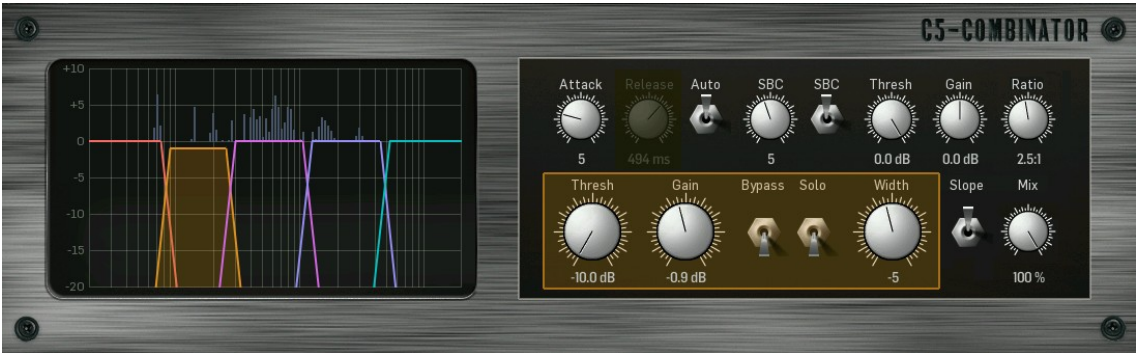 C5-COMBINATOR
+10
+5
0
-5
-10
-15
-20
Attack Release Auto SBC SBC Thresh Gain Ratio
5 494 ms 5 0.0 dB 0.0 dB 2.5:1
Thresh Gain Bypass Solo Width Slope Mix
-10.0 dB -0.9 dB -5 100 %